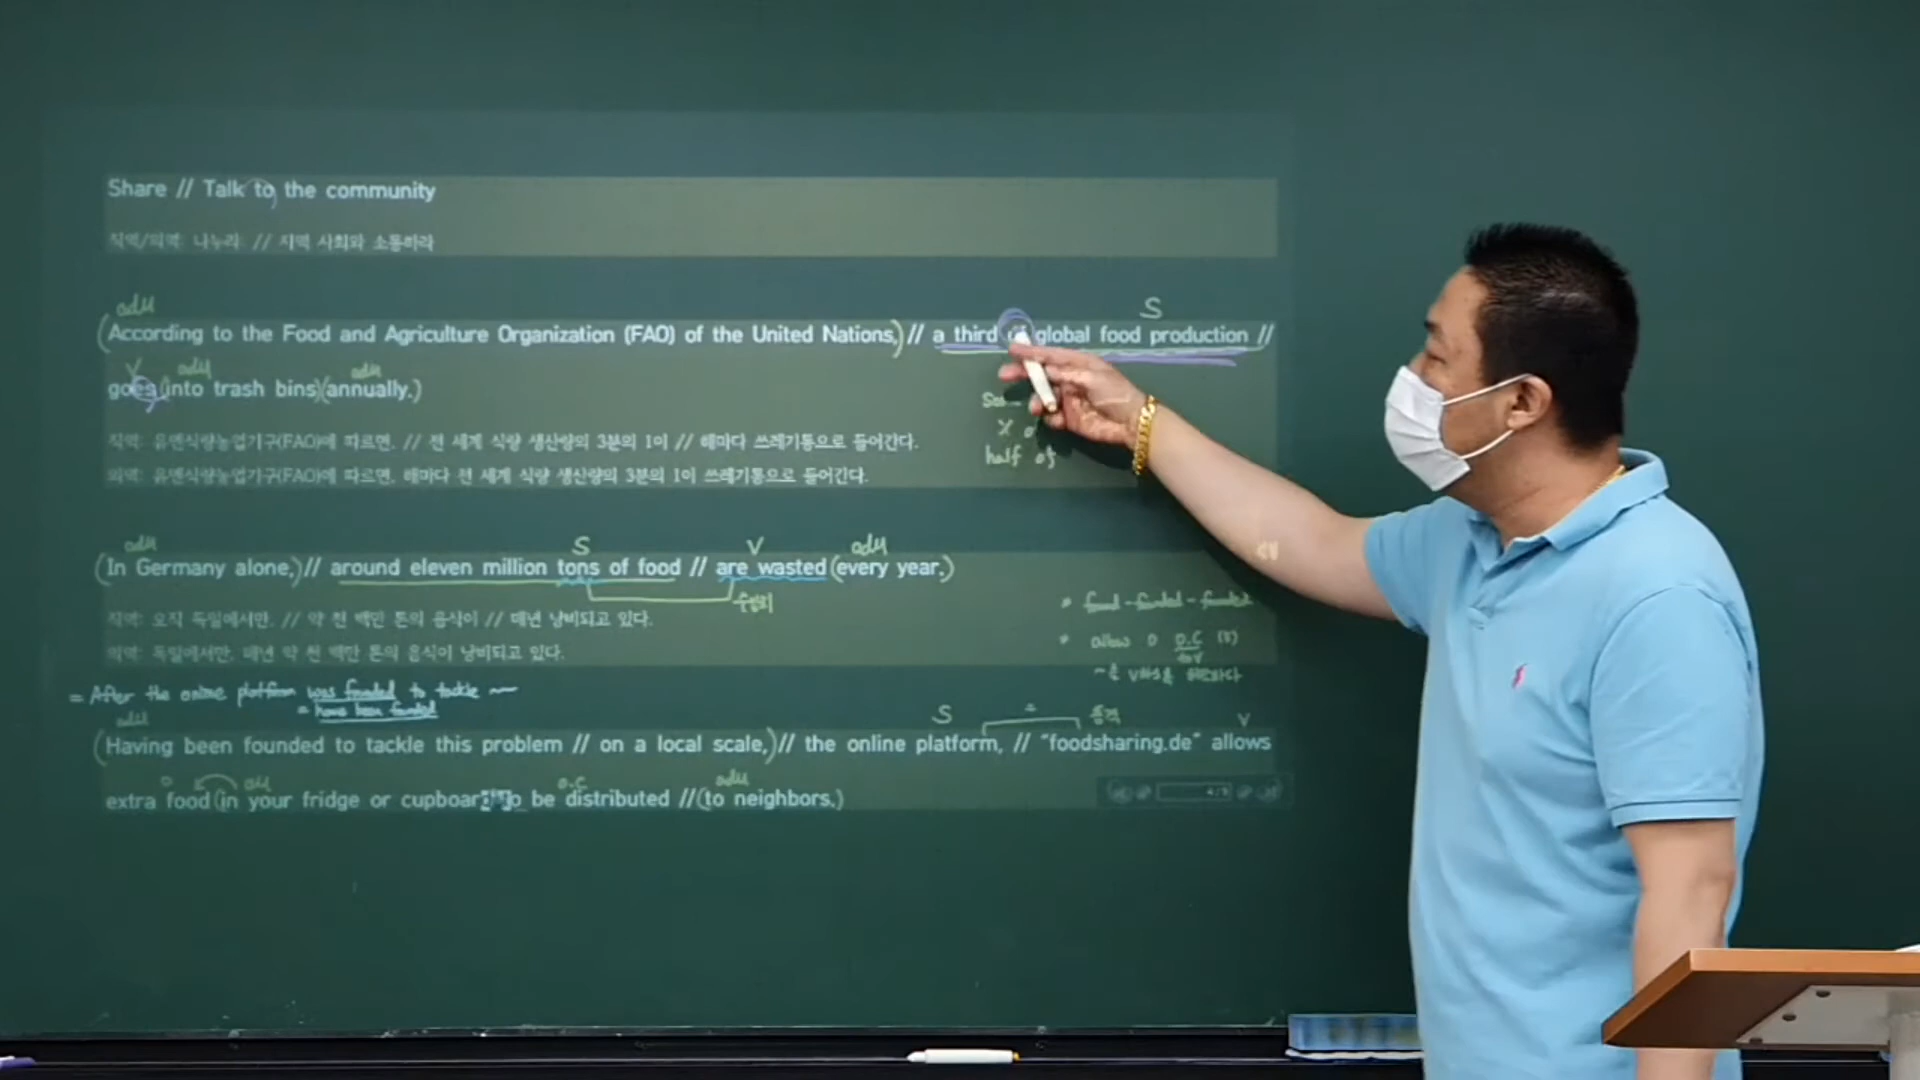 Share // Talk to the community
직역/의역: 나누라 // 지역 사회와 소통하라
adv S
(According to the Food and Agriculture Organization (FAO) of the United Nations,) // a third of global food production //
V adv adv
goes (into trash bins) (annually.)
직역: 유엔식량농업기구(FAO)에 따르면, // 전 세계 식량 생산량의 3분의 1이 // 해마다 쓰레기통으로 들어간다.
half of
의역: 유엔식량농업기구(FAO)에 따르면, 해마다 전 세계 식량 생산량의 3분의 1이 쓰레기통으로 들어간다.
adv S V adv
(In Germany alone,) // around eleven million tons of food // are wasted (every year.)
직역: 오직 독일에서만, // 약 천 백만 톤의 음식이 // 매년 낭비되고 있다.
의역: 독일에서만, 매년 약 천 백만 톤의 음식이 낭비되고 있다.
* found - founded - founded
* allow O O.C (5)
to V
= After the online platform was founded to tackle ~
= have been founded
adv S = 동격 V
(Having been founded to tackle this problem // on a local scale,) // the online platform, // "foodsharing.de" allows
O O.C adv
extra food (in your fridge or cupboard) to be distributed // (to neighbors.)